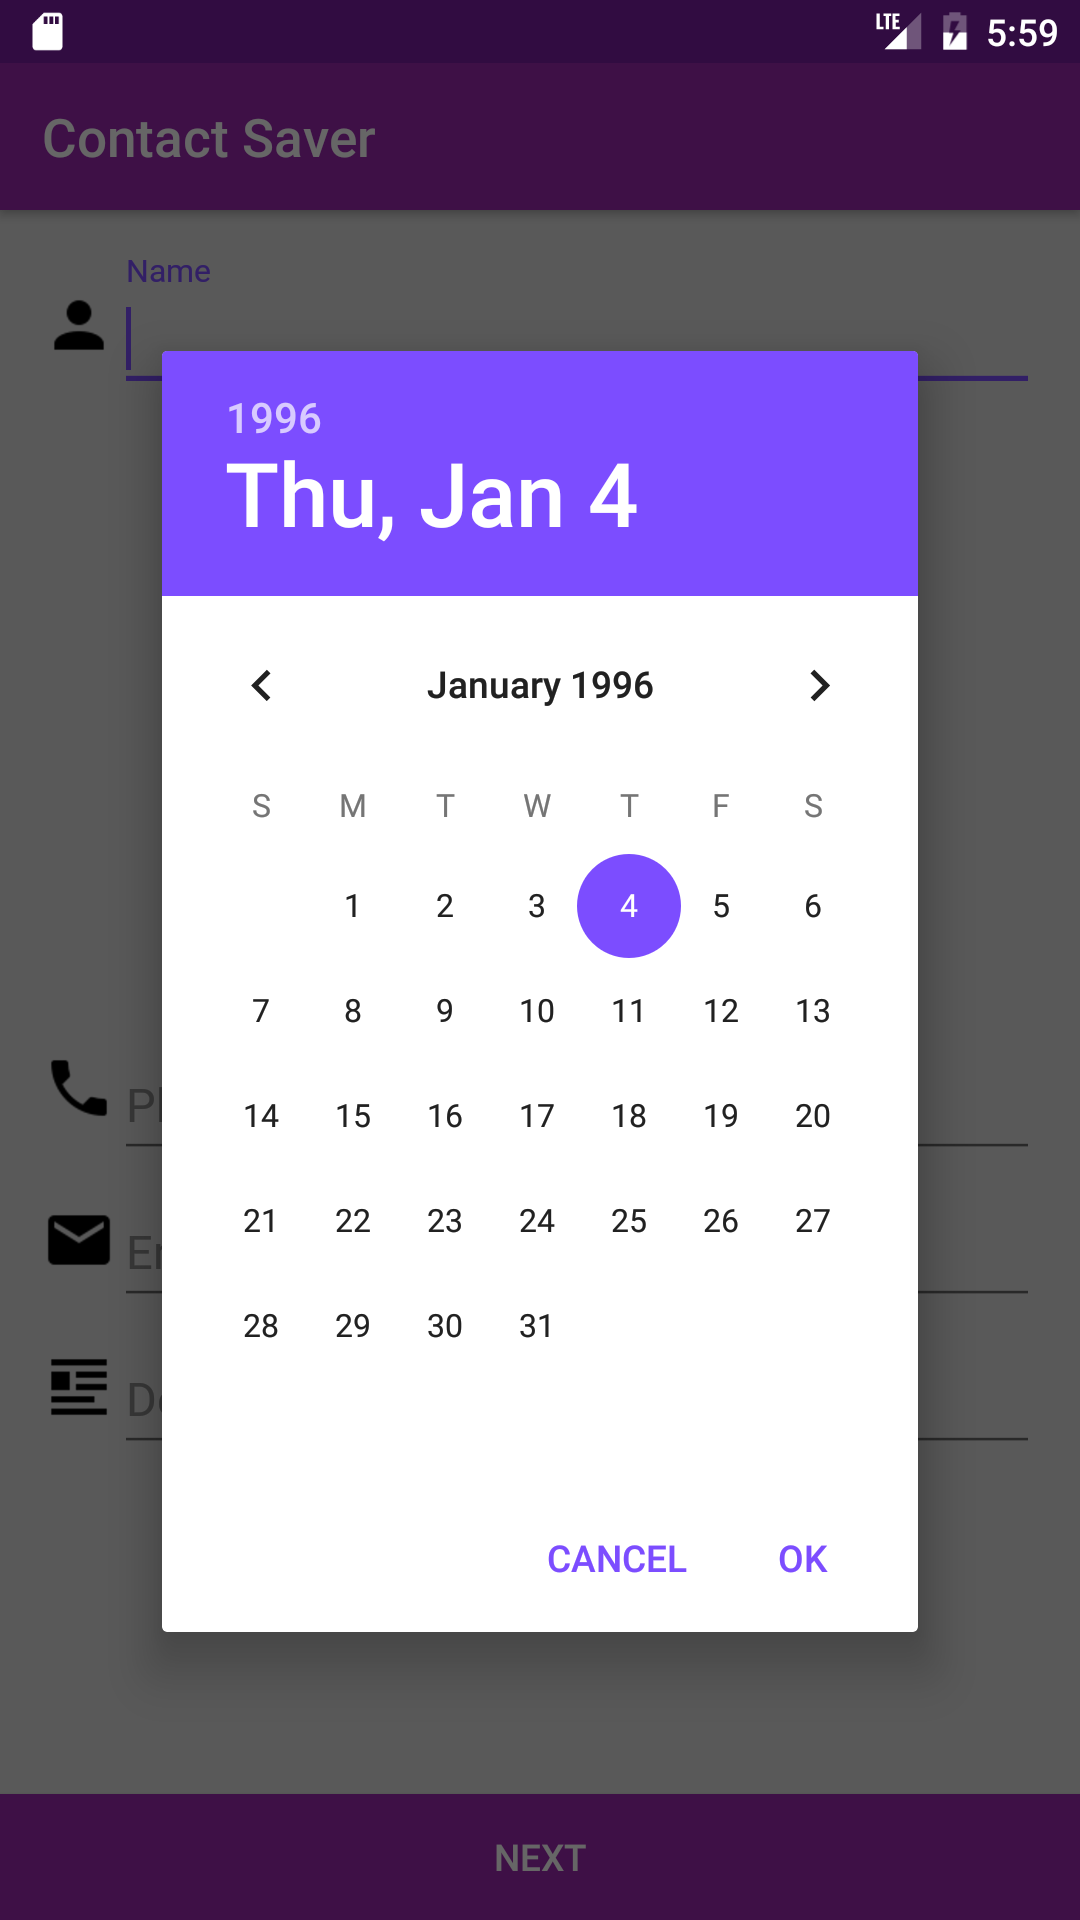 LTE 5:59
Contact Saver
Name
1996
Thu, Jan 4
January 1996
S M T W T F S
1 2 3 4 5 6
7 8 9 10 11 12 13
14 15 16 17 18 19 20
21 22 23 24 25 26 27
28 29 30 31
CANCEL OK
NEXT